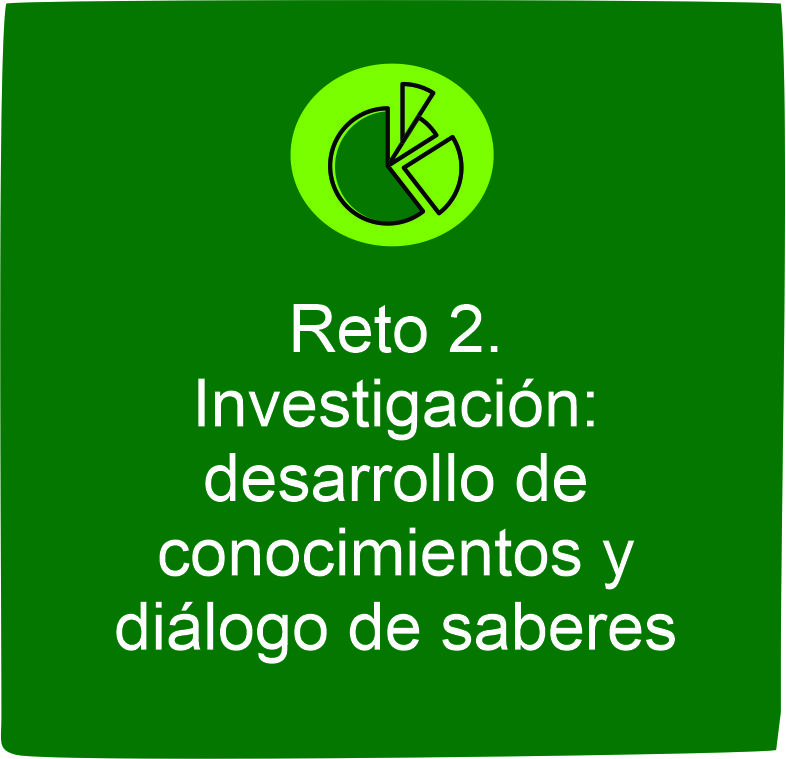 Reto 2.
Investigación:
desarrollo de
conocimientos y
diálogo de saberes